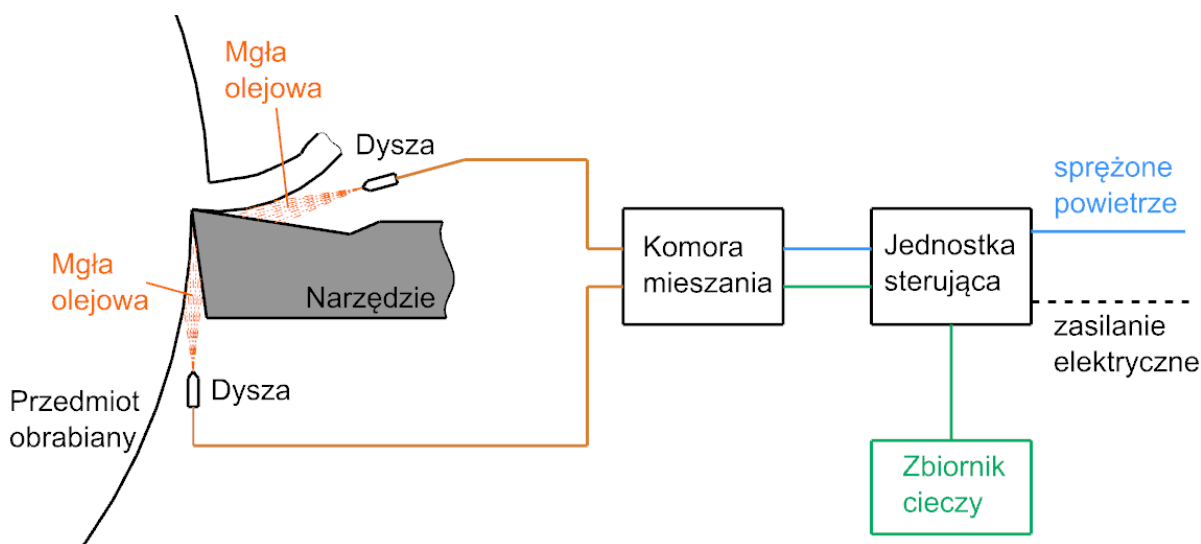 Mgła
olejowa
Dysza
sprężone
powietrze
Komora
mieszania
Jednostka
sterująca
Mgła
olejowa
Narzędzie
zasilanie
elektryczne
Dysza
Przedmiot
obrabiany
Zbiornik
cieczy